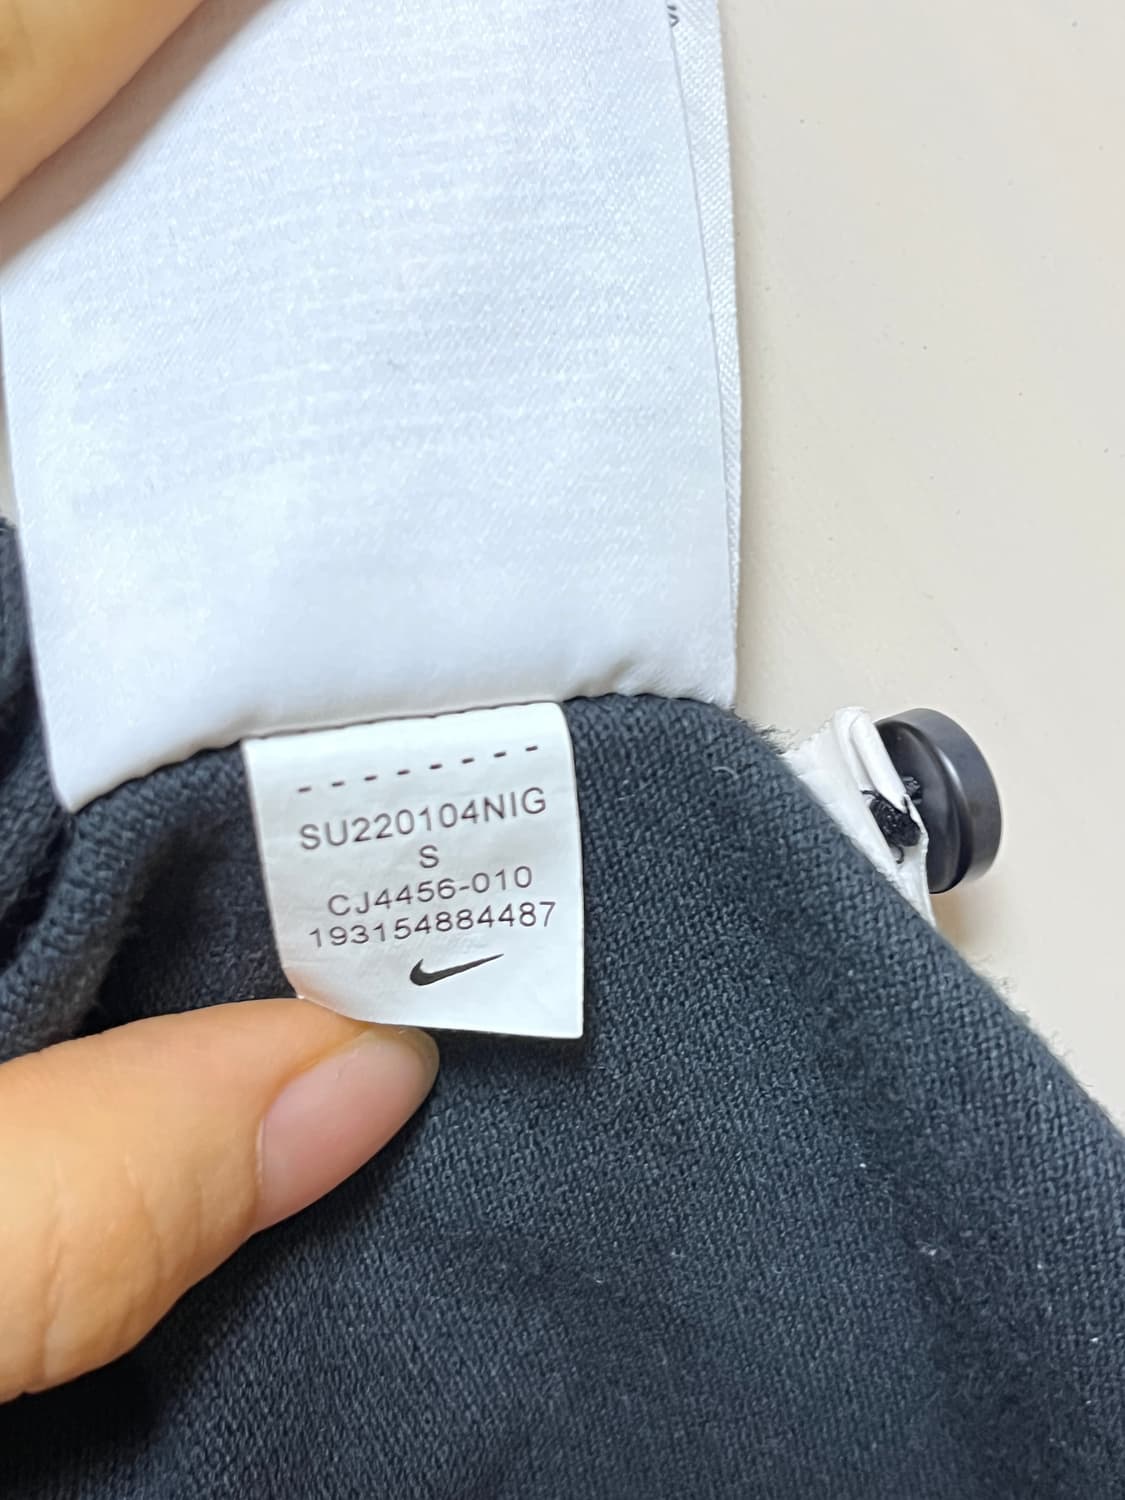 - - - - - - - -
SU220104NIG
S
CJ4456-010
193154884487